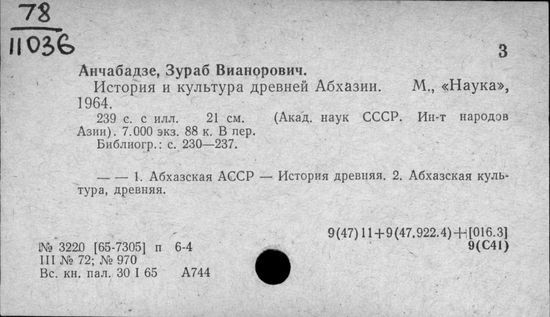 78
11036
3
Анчабадзе, Зураб Вианорович.
История и культура древней Абхазии. М., «Наука»,
1964.
239 с. с илл. 21 см. (Акад. наук СССР. Ин-т народов
Азии). 7.000 экз. 88 к. В пер.
Библиогр.: с. 230—237.
— — 1. Абхазская АССР — История древняя. 2. Абхазская куль-
тура, древняя.
9(47)11+9(47.922.4)+[016.3]
№ 3220 [65-7305] п 6-4
9(С41)
III № 72; № 970
Вс. кн. пал. 30 I 65 А744